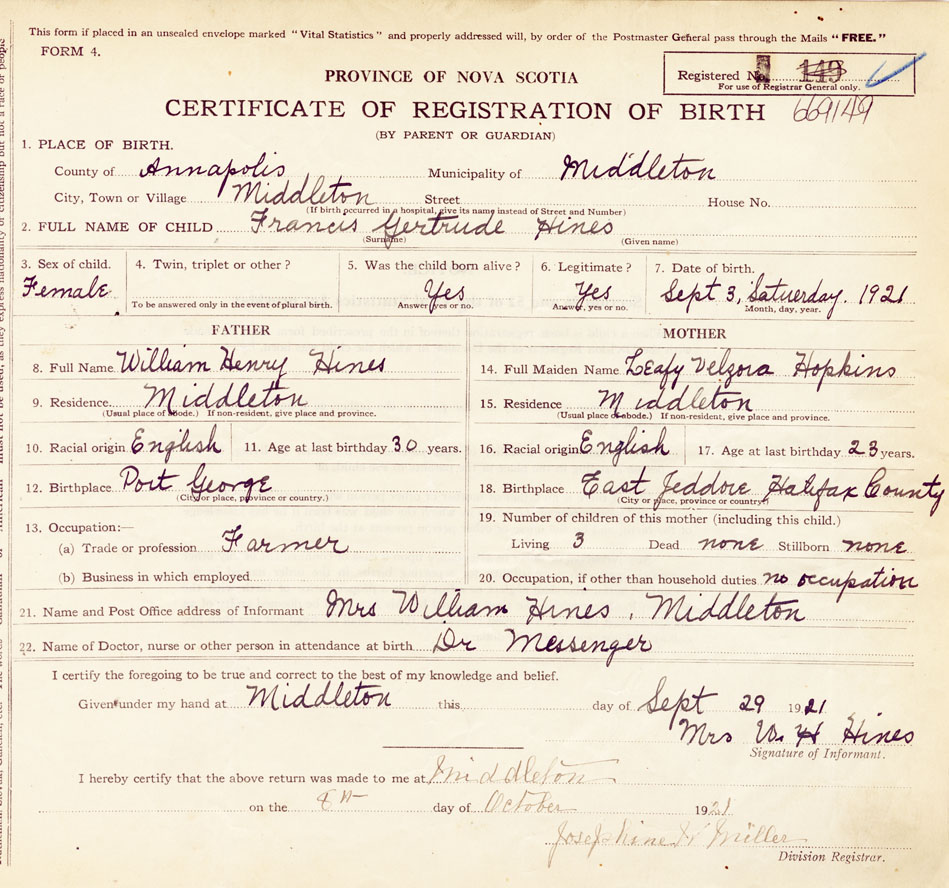 This form if placed in an unsealed envelope marked "Vital Statistics" and properly addressed will, by order of the Postmaster General pass through the Mails "FREE."
FORM 4.
PROVINCE OF NOVA SCOTIA
Registered No. 149
For use of Registrar General only.
CERTIFICATE OF REGISTRATION OF BIRTH 669149
(BY PARENT OR GUARDIAN)
1. PLACE OF BIRTH.
County of Annapolis Municipality of Middleton
City, Town or Village Middleton Street House No.
(If birth occurred in a hospital, give its name instead of Street and Number)
2. FULL NAME OF CHILD Francis Gertrude Hines
(Surname) (Given name)
3. Sex of child. 4. Twin, triplet or other? 5. Was the child born alive? 6. Legitimate? 7. Date of birth.
Female Yes Yes Sept 3, Saturday. 1921
To be answered only in the event of plural birth. Answer, yes or no. Answer, yes or no. Month, day, year.
FATHER
8. Full Name William Henry Hines
9. Residence Middleton
(Usual place of abode.) If non-resident, give place and province.
10. Racial origin English 11. Age at last birthday 30 years.
12. Birthplace Port George
(City or place, province or country.)
13. Occupation:—
(a) Trade or profession Farmer
(b) Business in which employed
MOTHER
14. Full Maiden Name Leafy Velzora Hopkins
15. Residence Middleton
(Usual place of abode.) If non-resident, give place and province.
16. Racial origin English 17. Age at last birthday 23 years.
18. Birthplace East Jeddore Halifax County
(City or place, province or country.)
19. Number of children of this mother (including this child.)
Living 3 Dead none Stillborn none
20. Occupation, if other than household duties no occupation
21. Name and Post Office address of Informant Mrs William Hines, Middleton
22. Name of Doctor, nurse or other person in attendance at birth Dr Messenger
I certify the foregoing to be true and correct to the best of my knowledge and belief.
Given under my hand at Middleton this day of Sept 29 1921
Mrs W. H Hines
Signature of Informant.
I hereby certify that the above return was made to me at Middleton
on the 8th day of October 1921
Josephine Miller
Division Registrar.